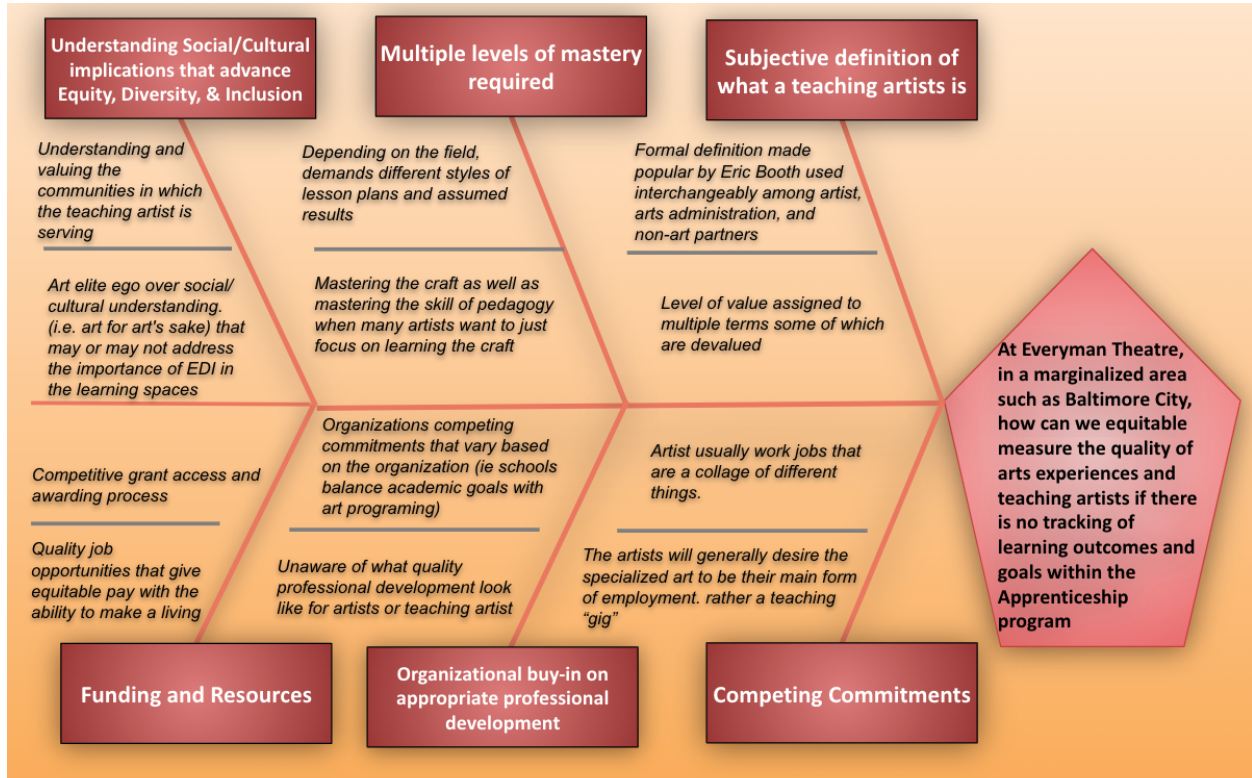 Understanding Social/Cultural
implications that advance
Equity, Diversity, & Inclusion
Multiple levels of mastery
required
Subjective definition of
what a teaching artists is
Understanding and
valuing the
communities in which
the teaching artist is
serving
Depending on the field,
demands different styles of
lesson plans and assumed
results
Formal definition made
popular by Eric Booth used
interchangeably among artist,
arts administration, and
non-art partners
Art elite ego over social/
cultural understanding.
(i.e. art for art's sake) that
may or may not address
the importance of EDI in
the learning spaces
Mastering the craft as well as
mastering the skill of pedagogy
when many artists want to just
focus on learning the craft
Level of value assigned to
multiple terms some of which
are devalued
At Everyman Theatre,
in a marginalized area
such as Baltimore City,
how can we equitable
measure the quality of
arts experiences and
teaching artists if there
is no tracking of
learning outcomes and
goals within the
Apprenticeship
program
Competitive grant access and
awarding process
Organizations competing
commitments that vary based
on the organization (ie schools
balance academic goals with
art programing)
Artist usually work jobs that
are a collage of different
things.
Quality job
opportunities that give
equitable pay with the
ability to make a living
Unaware of what quality
professional development look
like for artists or teaching artist
The artists will generally desire the
specialized art to be their main form
of employment. rather a teaching
“gig”
Funding and Resources
Organizational buy-in on
appropriate professional
development
Competing Commitments